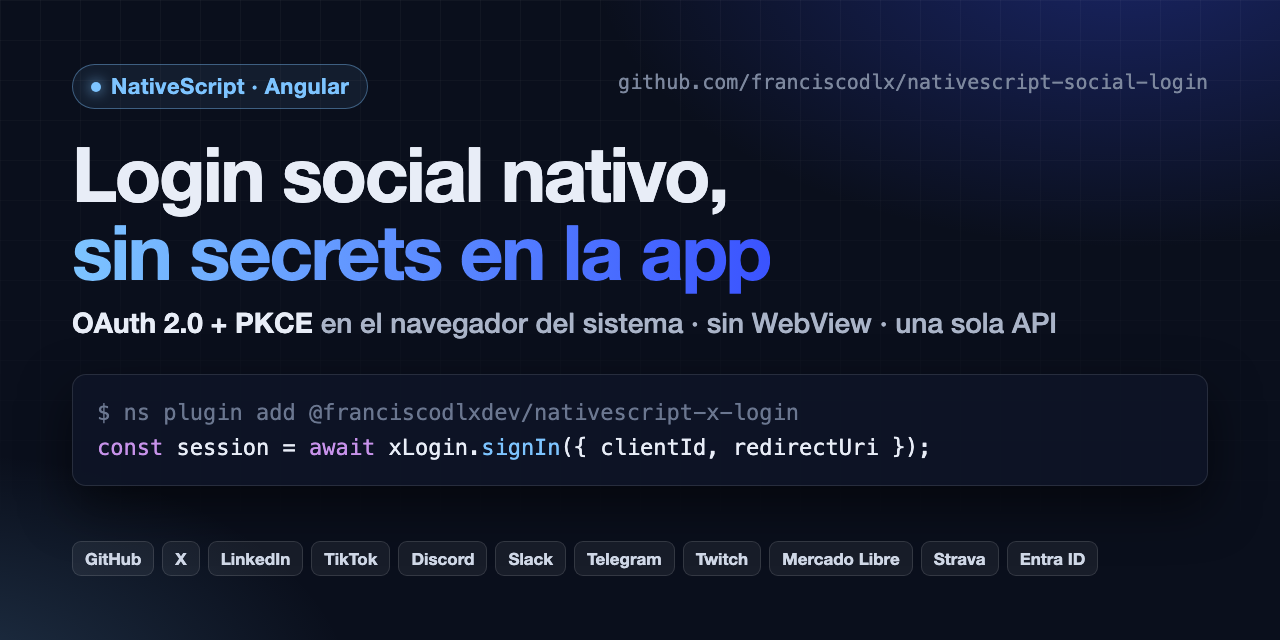 NativeScript · Angular
github.com/franciscodlx/nativescript-social-login
Login social nativo,
sin secrets en la app
OAuth 2.0 + PKCE en el navegador del sistema · sin WebView · una sola API
$ ns plugin add @franciscodlxdev/nativescript-x-login
const session = await xLogin.signIn({ clientId, redirectUri });
GitHub X LinkedIn TikTok Discord Slack Telegram Twitch Mercado Libre Strava Entra ID